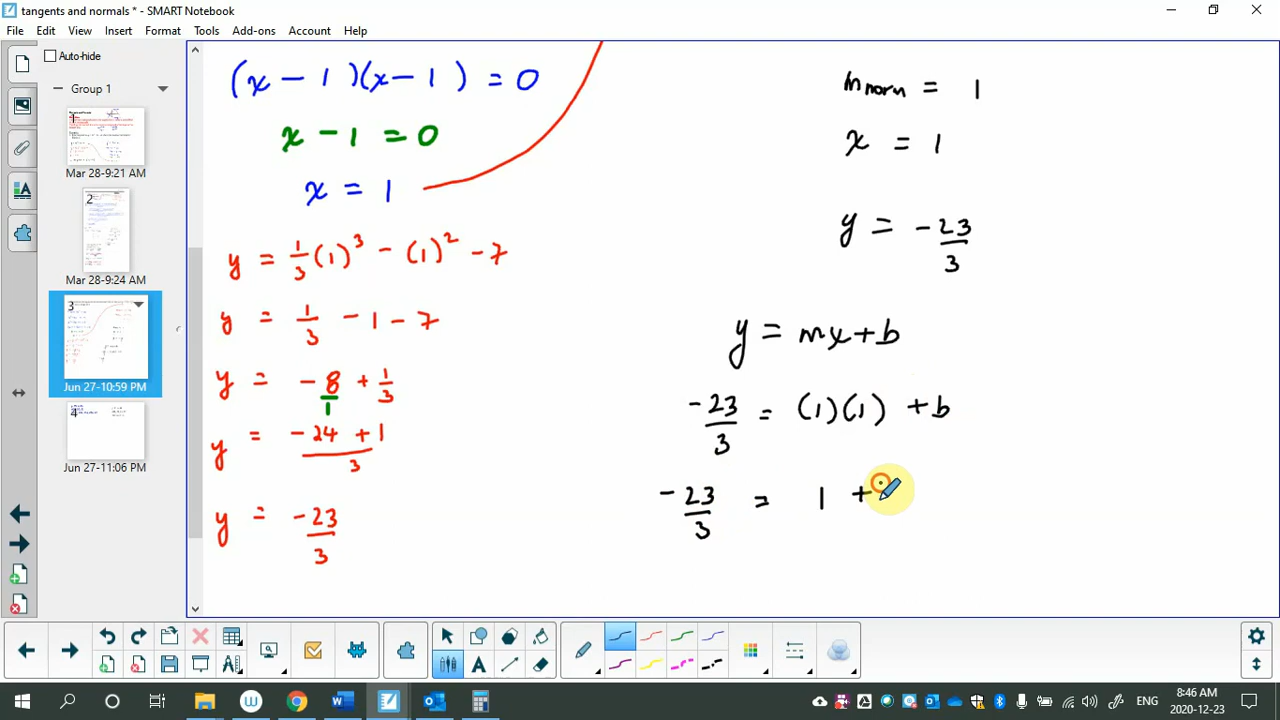 tangents and normals * - SMART Notebook
File Edit View Insert Format Tools Add-ons Account Help
Auto-hide
Group 1
Mar 28-9:21 AM
2
Mar 28-9:24 AM
3
Jun 27-10:59 PM
4
Jun 27-11:06 PM
(x - 1)(x - 1) = 0
x - 1 = 0
x = 1
y = 1/3 (1)^3 - (1)^2 - 7
y = 1/3 - 1 - 7
y = -8/1 + 1/3
y = -24 + 1 / 3
y = -23/3
m norm = 1
x = 1
y = -23/3
y = mx + b
-23/3 = (1)(1) + b
-23/3 = 1 +
ENG
8:46 AM
2020-12-23